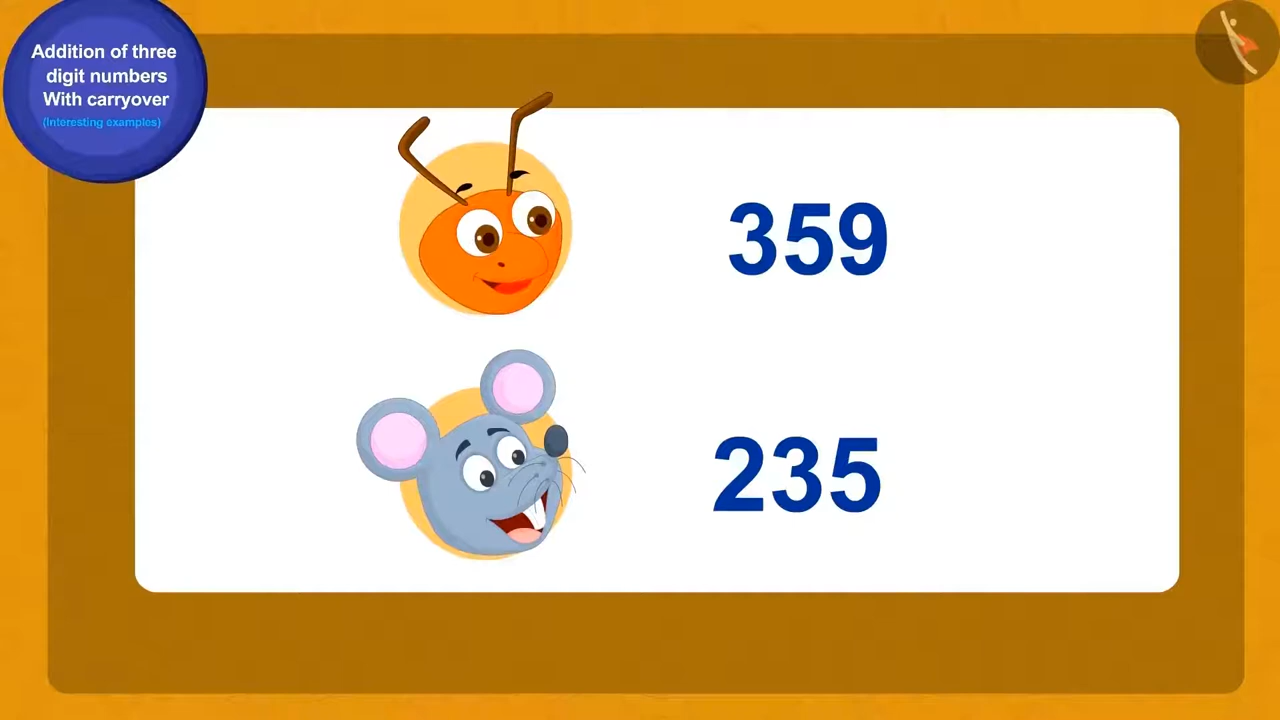 Addition of three
digit numbers
With carryover
(Interesting examples)
359
235